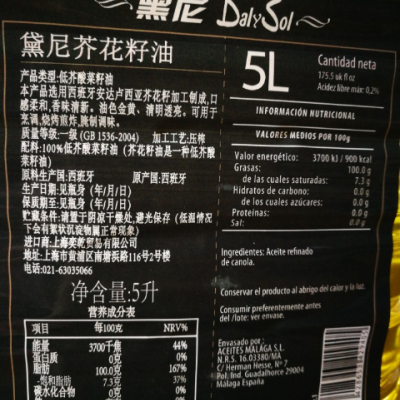 黛尼 DalySol
黛尼芥花籽油
产品类型:低芥酸菜籽油
本产品选用西班牙安达卢西亚芥花籽加工制成,口
感柔和,香味清新。油色金黄、清明透亮。可用于
烹调,烧烤煎炸,腌制调味。
质量等级:一级(GB 1536-2004) 加工工艺:压榨
配料:100%低芥酸菜籽油(芥花籽油是一种低芥酸
菜籽油)
原料生产国:西班牙 原产国:西班牙
生产日期:见瓶身(年/月/日)
保质期至:见瓶身(年/月/日)
贮藏条件:请置于阴凉干燥处,避光保存(低温情况
下会有絮状沉淀物属正常现象)
进口商:上海奕乾贸易有限公司
地址:上海市黄浦区南塘浜路116号2号楼
电话:021-63035066
净含量:5升
营养成分表
项目 每100克 NRV%
能量 3700千焦 44%
蛋白质 0克 0%
脂肪 100.0克 167%
-饱和脂肪 7.3克 37%
碳水化合物 0克 0%
5L
Cantidad neta
175.5 uk fl oz
Acidez libre máx: 0,2%
INFORMACIÓN NUTRICIONAL
VALORES MEDIOS POR 100g
Valor energético: 3700 kJ / 900 kcal
Grasas: 100.0 g
de las cuales saturadas: 7.3 g
Hidratos de carbono: 0.0 g
de los cuales azúcares: 0.0 g
Proteínas: 0.0 g
Sal: 0.0 g
Ingredientes: Aceite refinado
de canola.
Conservar el producto al abrigo del calor y la luz.
Consumir preferentemente antes
del /lote: ver envase.
Envasado por:
ACEITES MÁLAGA S.L.
N.R.S. 16.03380/MA
C/ Herman Hesse, Nº 7
Pol. Ind. Guadalhorce 29004
Málaga España